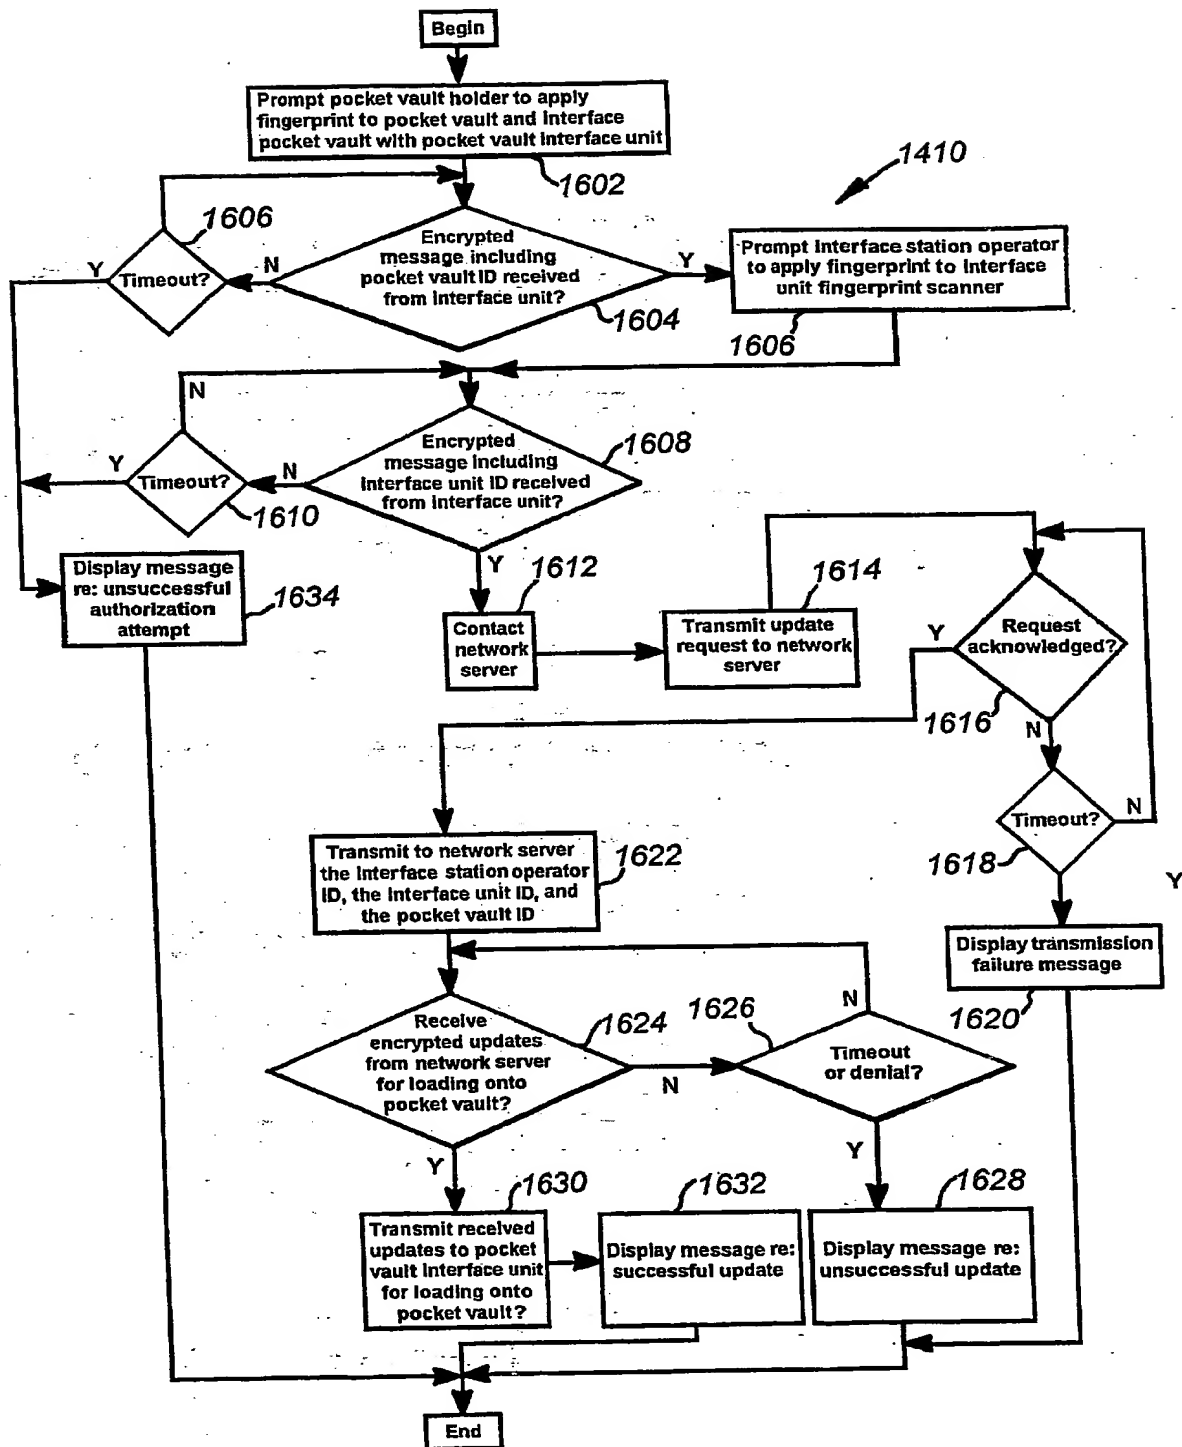 Begin
Prompt pocket vault holder to apply
fingerprint to pocket vault and interface
pocket vault with pocket vault interface unit
1602
1410
1606
Timeout?
Y
N
Encrypted
message including
pocket vault ID received
from interface unit?
1604
Y
Prompt interface station operator
to apply fingerprint to interface
unit fingerprint scanner
1606
N
Y
Timeout?
1610
N
Encrypted
message including
interface unit ID received
from interface unit?
1608
Y
Display message
re: unsuccessful
authorization
attempt
1634
1612
Contact
network
server
1614
Transmit update
request to network
server
Y
Request
acknowledged?
1616
N
Timeout?
N
1618
Y
Display transmission
failure message
1620
Transmit to network server
the interface station operator
ID, the interface unit ID, and
the pocket vault ID
1622
Receive
encrypted updates
from network server
for loading onto
pocket vault?
1624
N
1626
N
Timeout
or denial?
Y
Y
1630
Transmit received
updates to pocket
vault interface unit
for loading onto
pocket vault?
1632
Display message re:
successful update
1628
Display message re:
unsuccessful update
End